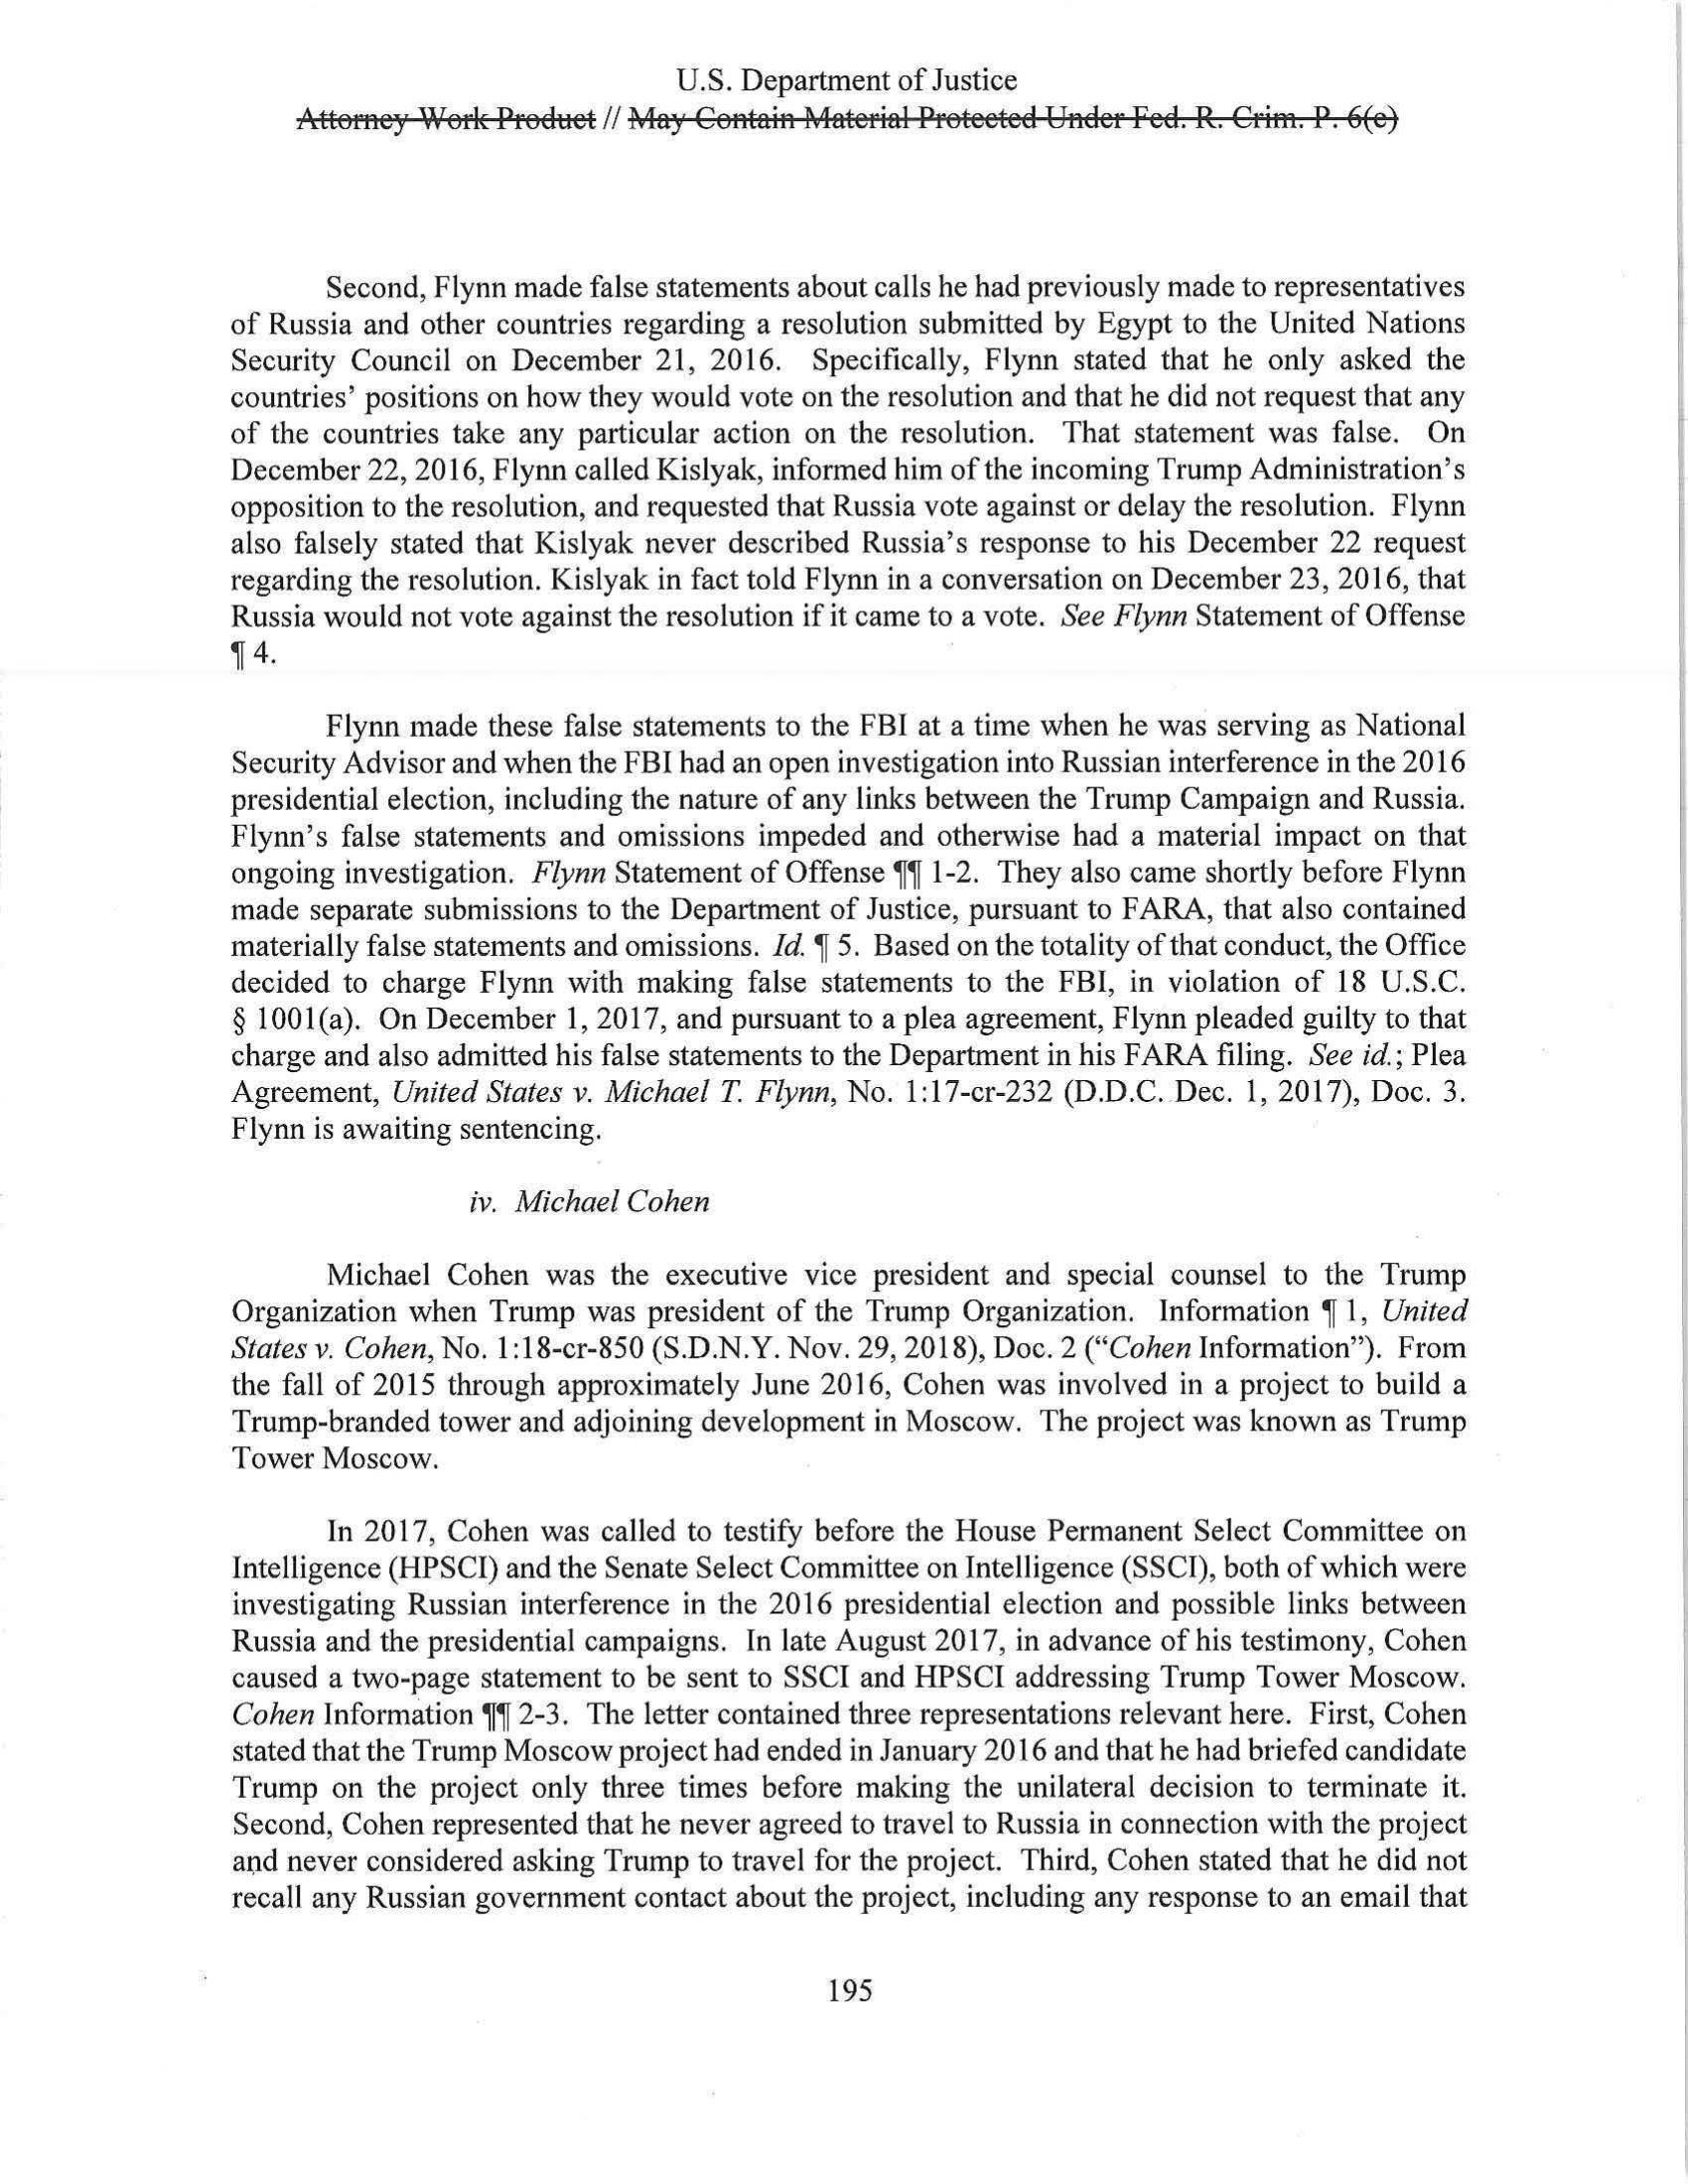 U.S. Department of Justice
Attorney Work Product // May Contain Material Protected Under Fed. R. Crim. P. 6(e)
Second, Flynn made false statements about calls he had previously made to representatives
of Russia and other countries regarding a resolution submitted by Egypt to the United Nations
Security Council on December 21, 2016. Specifically, Flynn stated that he only asked the
countries’ positions on how they would vote on the resolution and that he did not request that any
of the countries take any particular action on the resolution. That statement was false. On
December 22, 2016, Flynn called Kislyak, informed him of the incoming Trump Administration’s
opposition to the resolution, and requested that Russia vote against or delay the resolution. Flynn
also falsely stated that Kislyak never described Russia’s response to his December 22 request
regarding the resolution. Kislyak in fact told Flynn in a conversation on December 23, 2016, that
Russia would not vote against the resolution if it came to a vote. See Flynn Statement of Offense
¶ 4.
Flynn made these false statements to the FBI at a time when he was serving as National
Security Advisor and when the FBI had an open investigation into Russian interference in the 2016
presidential election, including the nature of any links between the Trump Campaign and Russia.
Flynn’s false statements and omissions impeded and otherwise had a material impact on that
ongoing investigation. Flynn Statement of Offense ¶¶ 1-2. They also came shortly before Flynn
made separate submissions to the Department of Justice, pursuant to FARA, that also contained
materially false statements and omissions. Id. ¶ 5. Based on the totality of that conduct, the Office
decided to charge Flynn with making false statements to the FBI, in violation of 18 U.S.C.
§ 1001(a). On December 1, 2017, and pursuant to a plea agreement, Flynn pleaded guilty to that
charge and also admitted his false statements to the Department in his FARA filing. See id.; Plea
Agreement, United States v. Michael T. Flynn, No. 1:17-cr-232 (D.D.C. Dec. 1, 2017), Doc. 3.
Flynn is awaiting sentencing.
iv. Michael Cohen
Michael Cohen was the executive vice president and special counsel to the Trump
Organization when Trump was president of the Trump Organization. Information ¶ 1, United
States v. Cohen, No. 1:18-cr-850 (S.D.N.Y. Nov. 29, 2018), Doc. 2 (“Cohen Information”). From
the fall of 2015 through approximately June 2016, Cohen was involved in a project to build a
Trump-branded tower and adjoining development in Moscow. The project was known as Trump
Tower Moscow.
In 2017, Cohen was called to testify before the House Permanent Select Committee on
Intelligence (HPSCI) and the Senate Select Committee on Intelligence (SSCI), both of which were
investigating Russian interference in the 2016 presidential election and possible links between
Russia and the presidential campaigns. In late August 2017, in advance of his testimony, Cohen
caused a two-page statement to be sent to SSCI and HPSCI addressing Trump Tower Moscow.
Cohen Information ¶¶ 2-3. The letter contained three representations relevant here. First, Cohen
stated that the Trump Moscow project had ended in January 2016 and that he had briefed candidate
Trump on the project only three times before making the unilateral decision to terminate it.
Second, Cohen represented that he never agreed to travel to Russia in connection with the project
and never considered asking Trump to travel for the project. Third, Cohen stated that he did not
recall any Russian government contact about the project, including any response to an email that
195